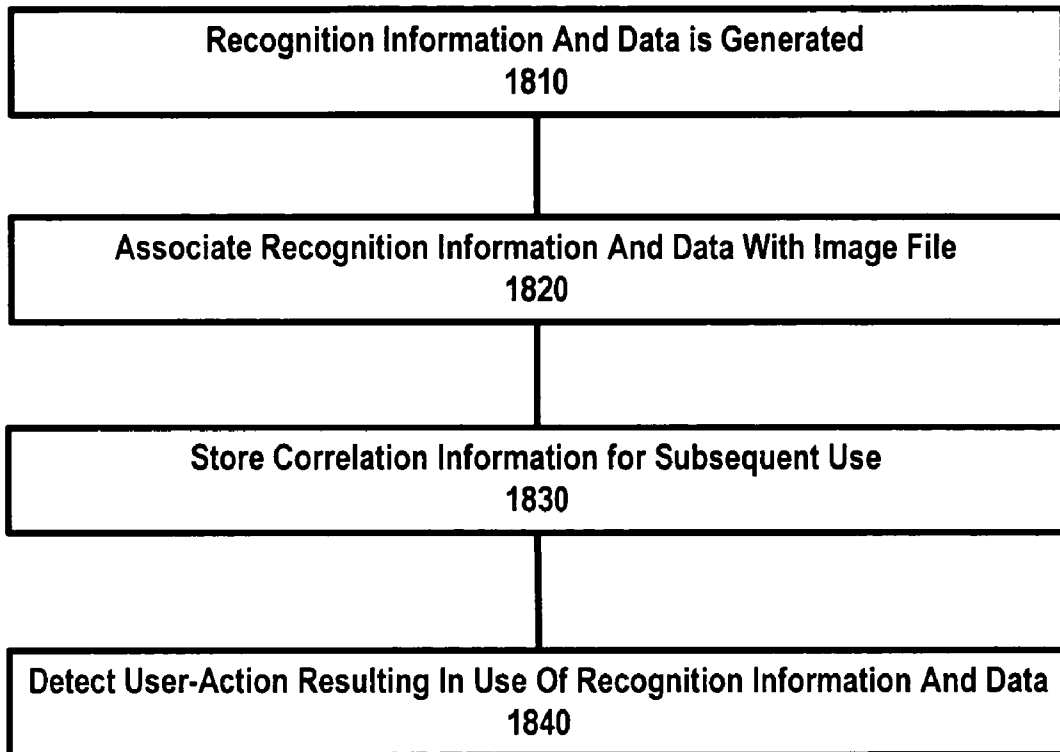 Recognition Information And Data is Generated
1810
Associate Recognition Information And Data With Image File
1820
Store Correlation Information for Subsequent Use
1830
Detect User-Action Resulting In Use Of Recognition Information And Data
1840